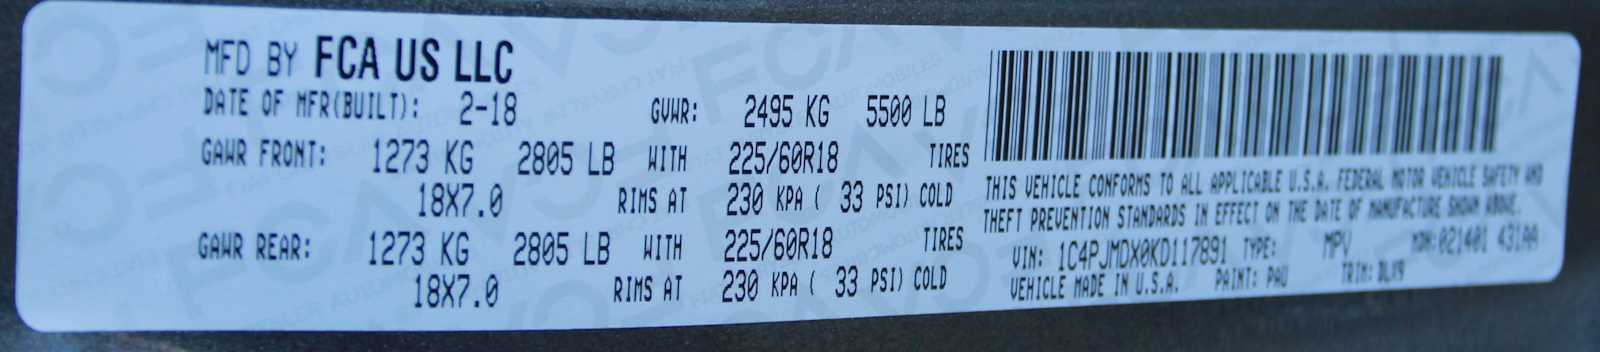 MFD BY FCA US LLC
DATE OF MFR(BUILT): 2-18 GVWR: 2495 KG 5500 LB
GAWR FRONT: 1273 KG 2805 LB WITH 225/60R18 TIRES
18X7.0 RIMS AT 230 KPA ( 33 PSI) COLD
GAWR REAR: 1273 KG 2805 LB WITH 225/60R18 TIRES
18X7.0 RIMS AT 230 KPA ( 33 PSI) COLD
THIS VEHICLE CONFORMS TO ALL APPLICABLE U.S.A. FEDERAL MOTOR VEHICLE SAFETY AND
THEFT PREVENTION STANDARDS IN EFFECT ON THE DATE OF MANUFACTURE SHOWN ABOVE.
VIN: 1C4PJMDX0KD117891 TYPE: MPV MDH:021401 431AA
VEHICLE MADE IN U.S.A. PAINT: PAU TRIM: DLX9